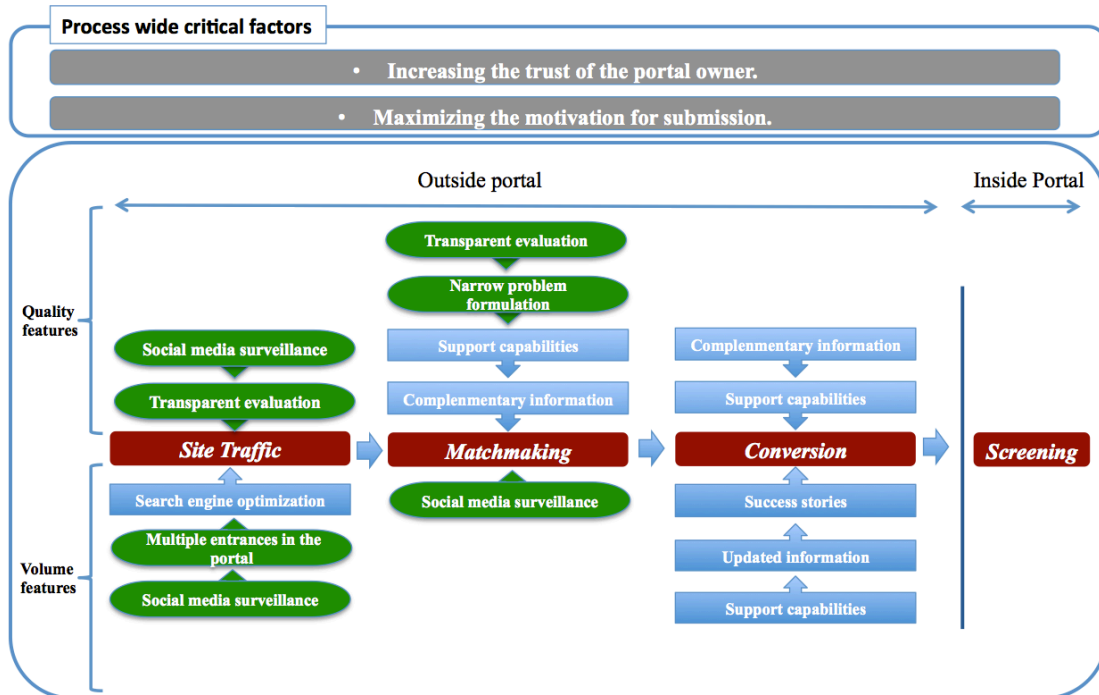 Process wide critical factors
• Increasing the trust of the portal owner.
• Maximizing the motivation for submission.
Outside portal
Inside Portal
Quality
features
Transparent evaluation
Narrow problem
formulation
Social media surveillance
Support capabilities
Complenmentary information
Transparent evaluation
Complenmentary information
Support capabilities
Site Traffic
Matchmaking
Conversion
Screening
Volume
features
Search engine optimization
Social media surveillance
Success stories
Multiple entrances in the
portal
Updated information
Social media surveillance
Support capabilities